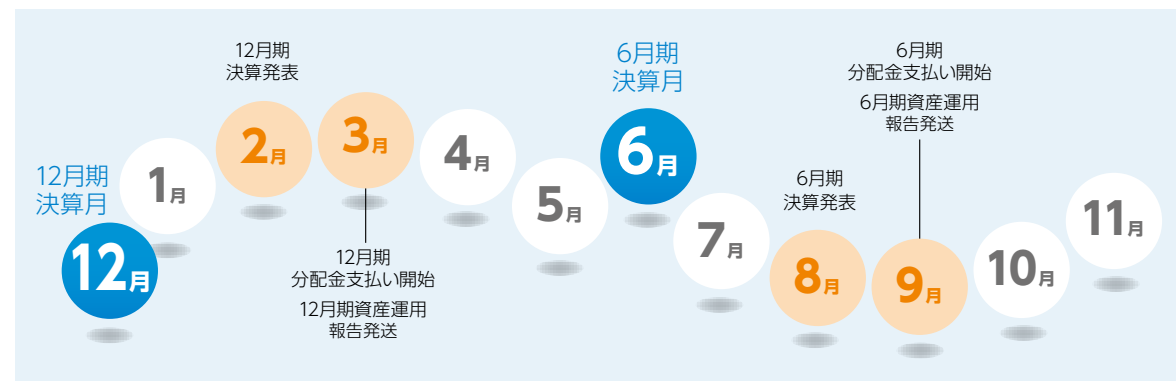 12月期
決算月
12月
1月
12月期
決算発表
2月
3月
12月期
分配金支払い開始
12月期資産運用
報告発送
4月
5月
6月期
決算月
6月
7月
6月期
決算発表
8月
6月期
分配金支払い開始
6月期資産運用
報告発送
9月
10月
11月